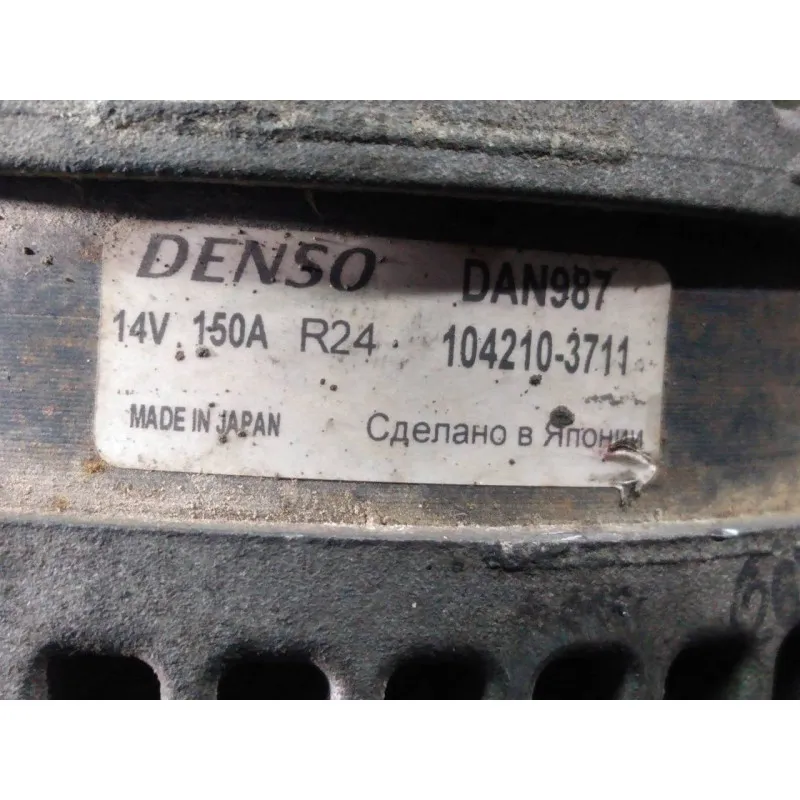 DENSO DAN987
14V 150A R24 104210-3711
MADE IN JAPAN Сделано в Японии